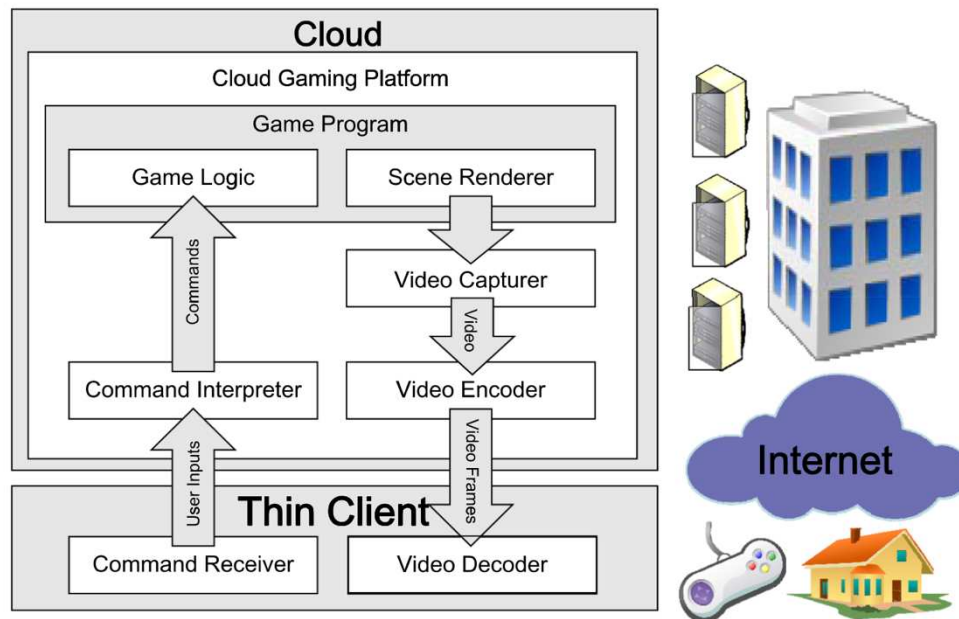 Cloud
Cloud Gaming Platform
Game Program
Game Logic
Scene Renderer
Commands
Video Capturer
Video
Command Interpreter
Video Encoder
User Inputs
Video Frames
Thin Client
Command Receiver
Video Decoder
Internet